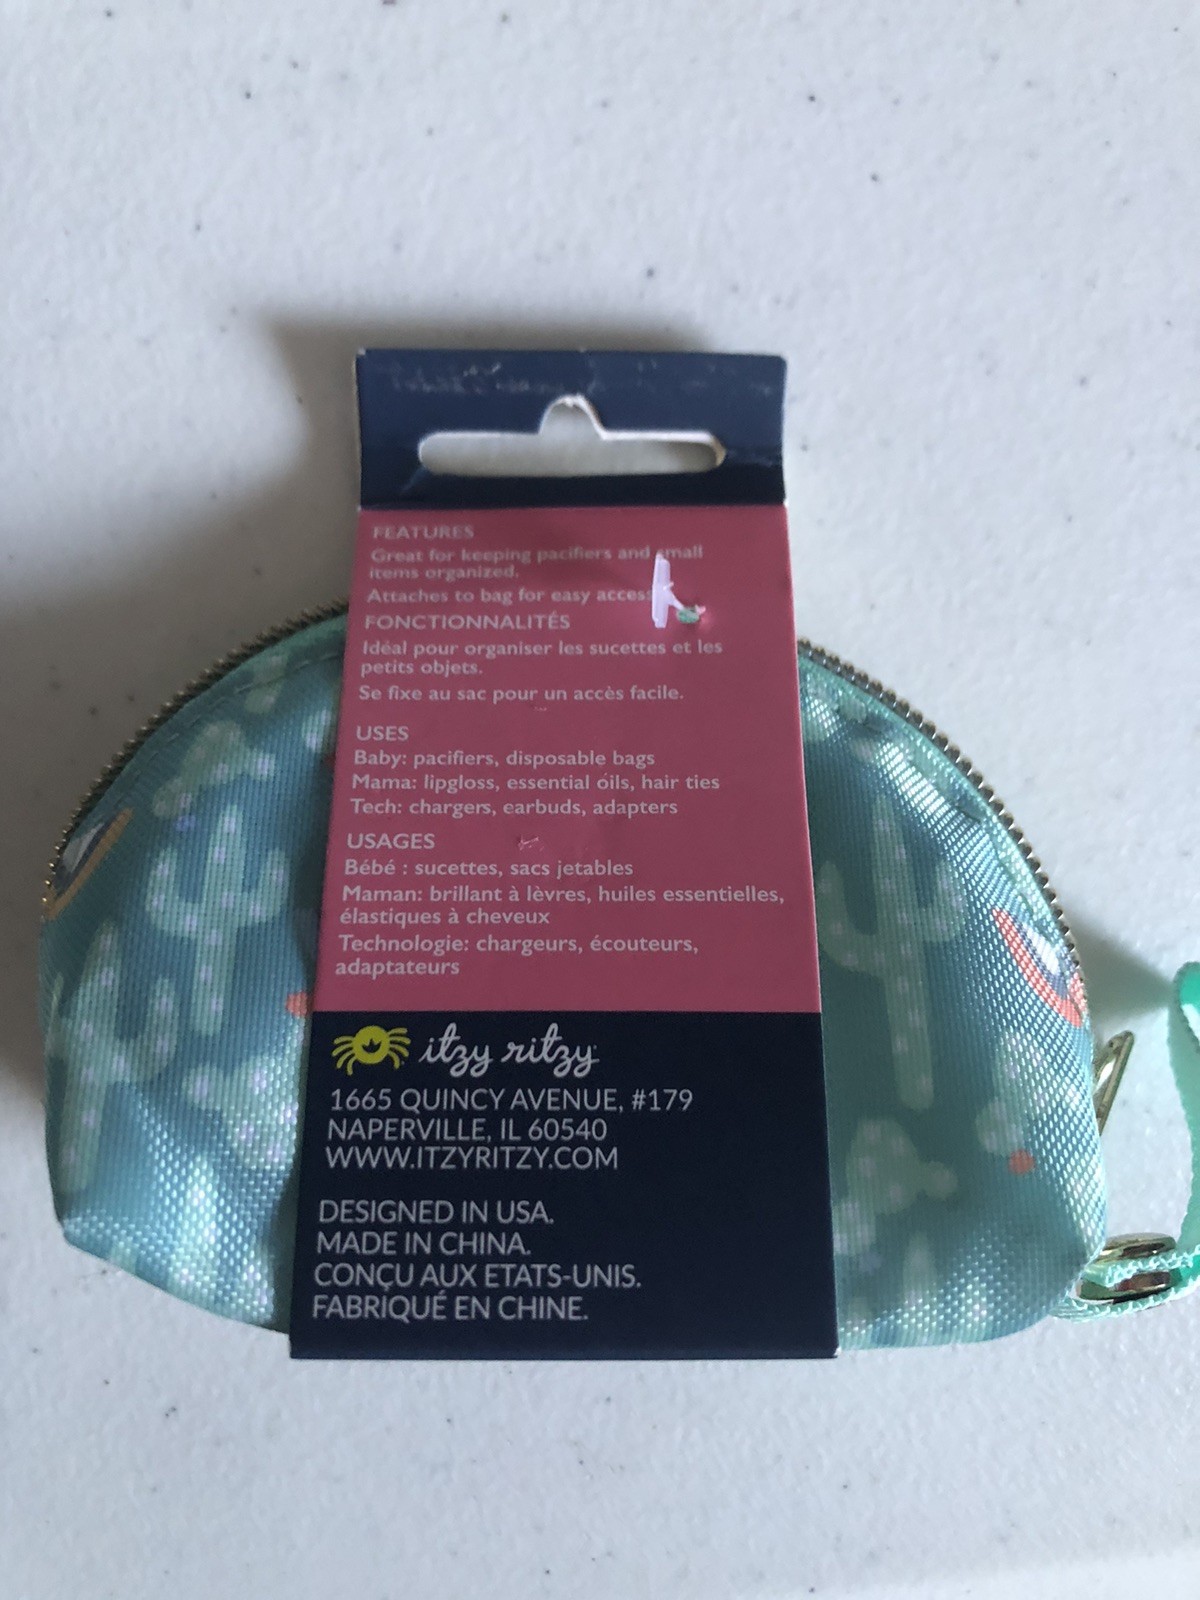 FEATURES
Great for keeping pacifiers and small
items organized.
Attaches to bag for easy access
FONCTIONNALITÉS
Idéal pour organiser les sucettes et les
petits objets.
Se fixe au sac pour un accès facile.
USES
Baby: pacifiers, disposable bags
Mama: lipgloss, essential oils, hair ties
Tech: chargers, earbuds, adapters
USAGES
Bébé : sucettes, sacs jetables
Maman: brillant à lèvres, huiles essentielles,
élastiques à cheveux
Technologie: chargeurs, écouteurs,
adaptateurs
itzy ritzy
1665 QUINCY AVENUE, #179
NAPERVILLE, IL 60540
WWW.ITZYRITZY.COM
DESIGNED IN USA.
MADE IN CHINA.
CONÇU AUX ETATS-UNIS.
FABRIQUÉ EN CHINE.